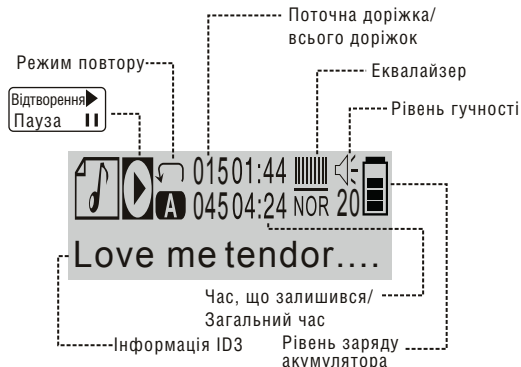 Поточна доріжка/
всього доріжок
Режим повтору
Еквалайзер
Відтворення
Пауза
Рівень гучності
01501:44
A 04504:24 NOR 20
Love me tendor....
Час, що залишився/
Загальний час
Інформація ID3
Рівень заряду
акумулятора